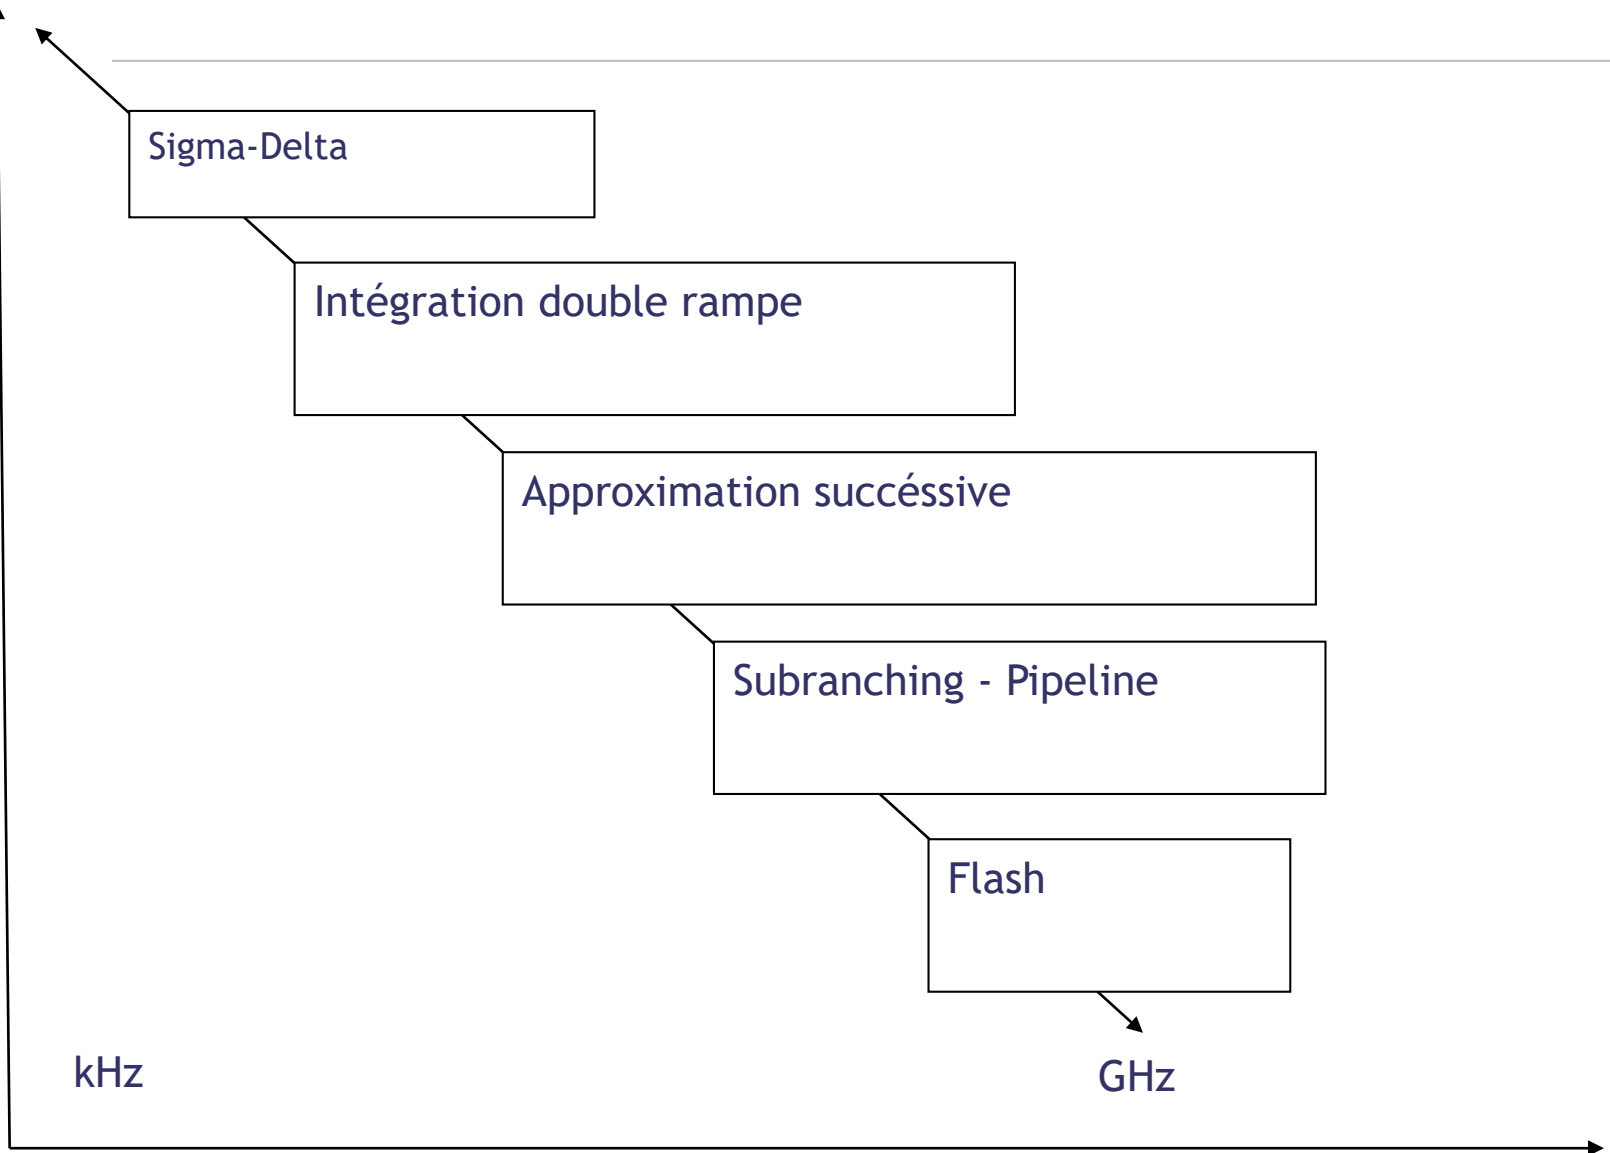 Sigma-Delta
Intégration double rampe
Approximation succéssive
Subranching - Pipeline
Flash
kHz
GHz